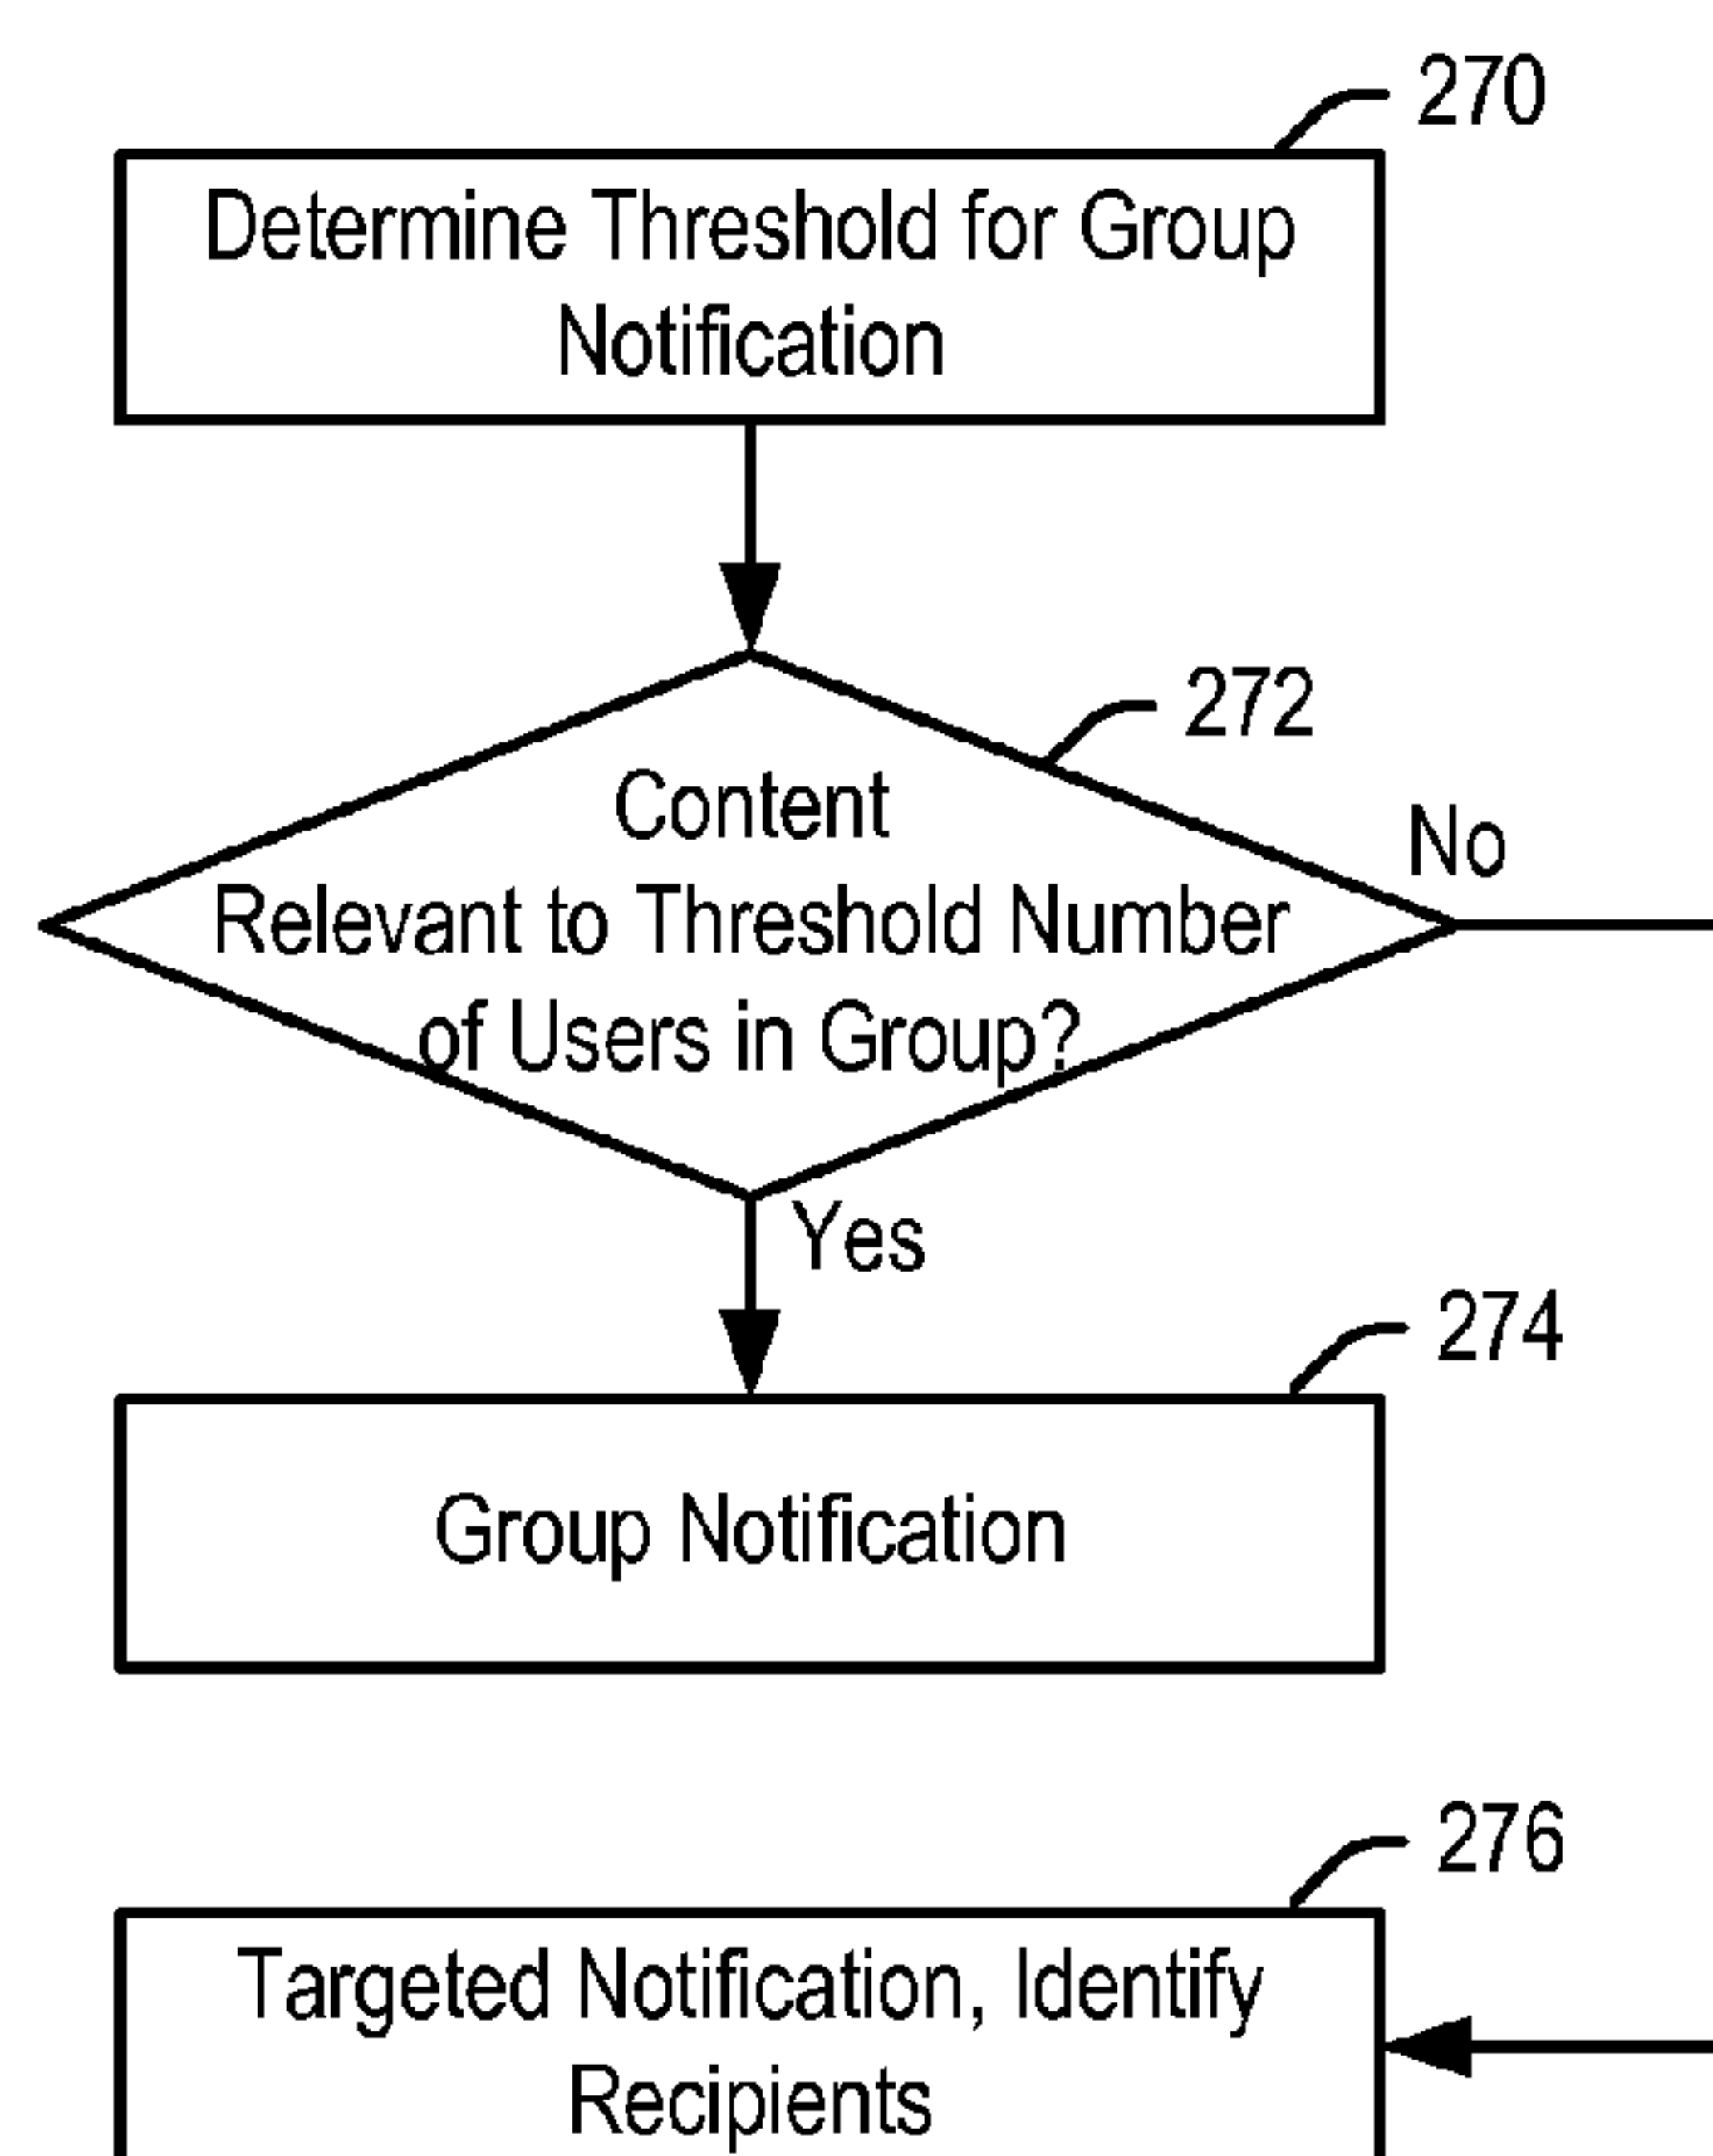 270
Determine Threshold for Group
Notification
272
Content
Relevant to Threshold Number
of Users in Group?
No
Yes
274
Group Notification
276
Targeted Notification, Identify
Recipients